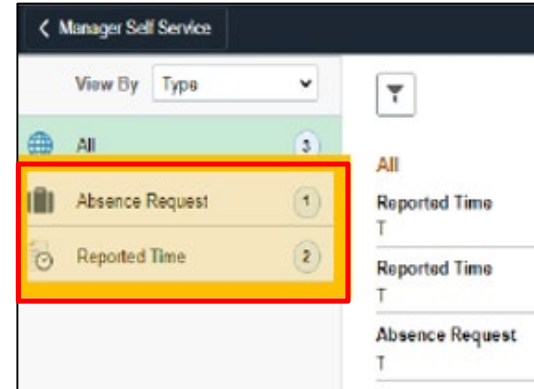 Manager Self Service
View By Type
All 3
Absence Request 1
Reported Time 2
All
Reported Time
T
Reported Time
T
Absence Request
T